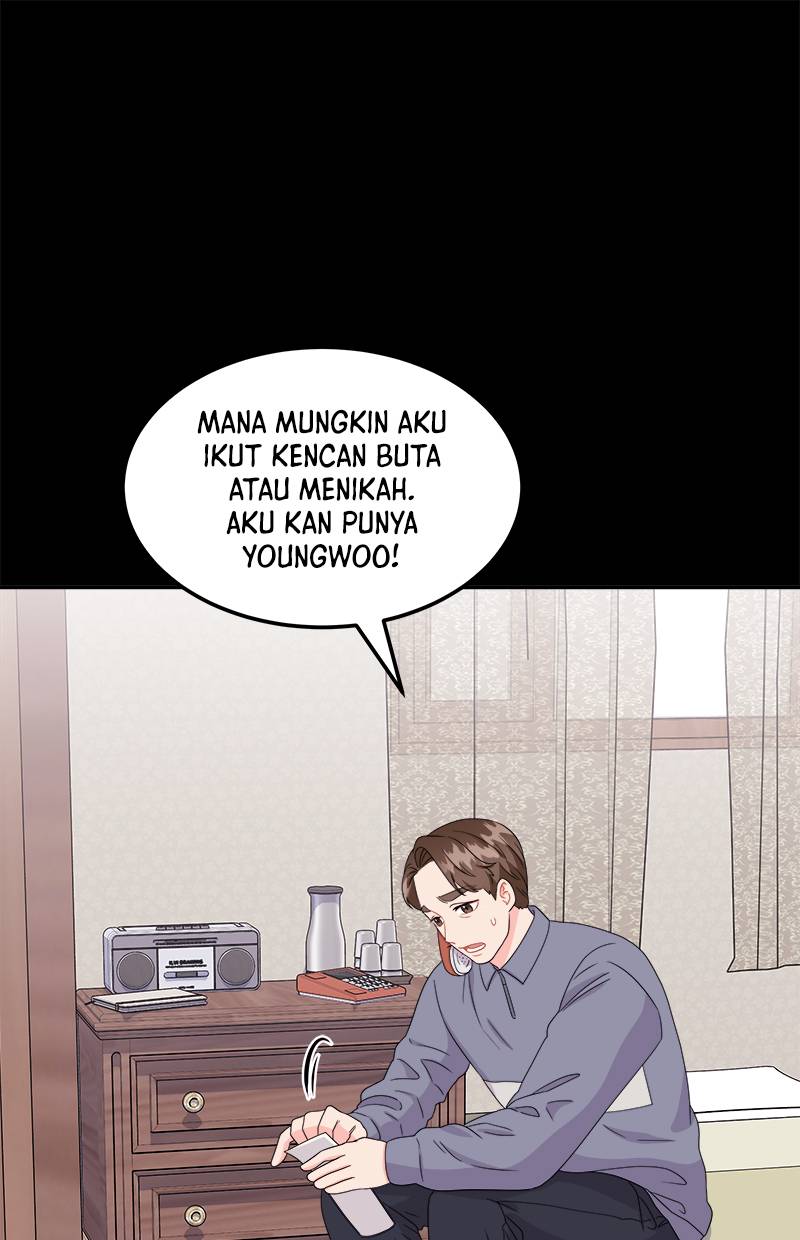 MANA MUNGKIN AKU
IKUT KENCAN BUTA
ATAU MENIKAH.
AKU KAN PUNYA
YOUNGWOO!